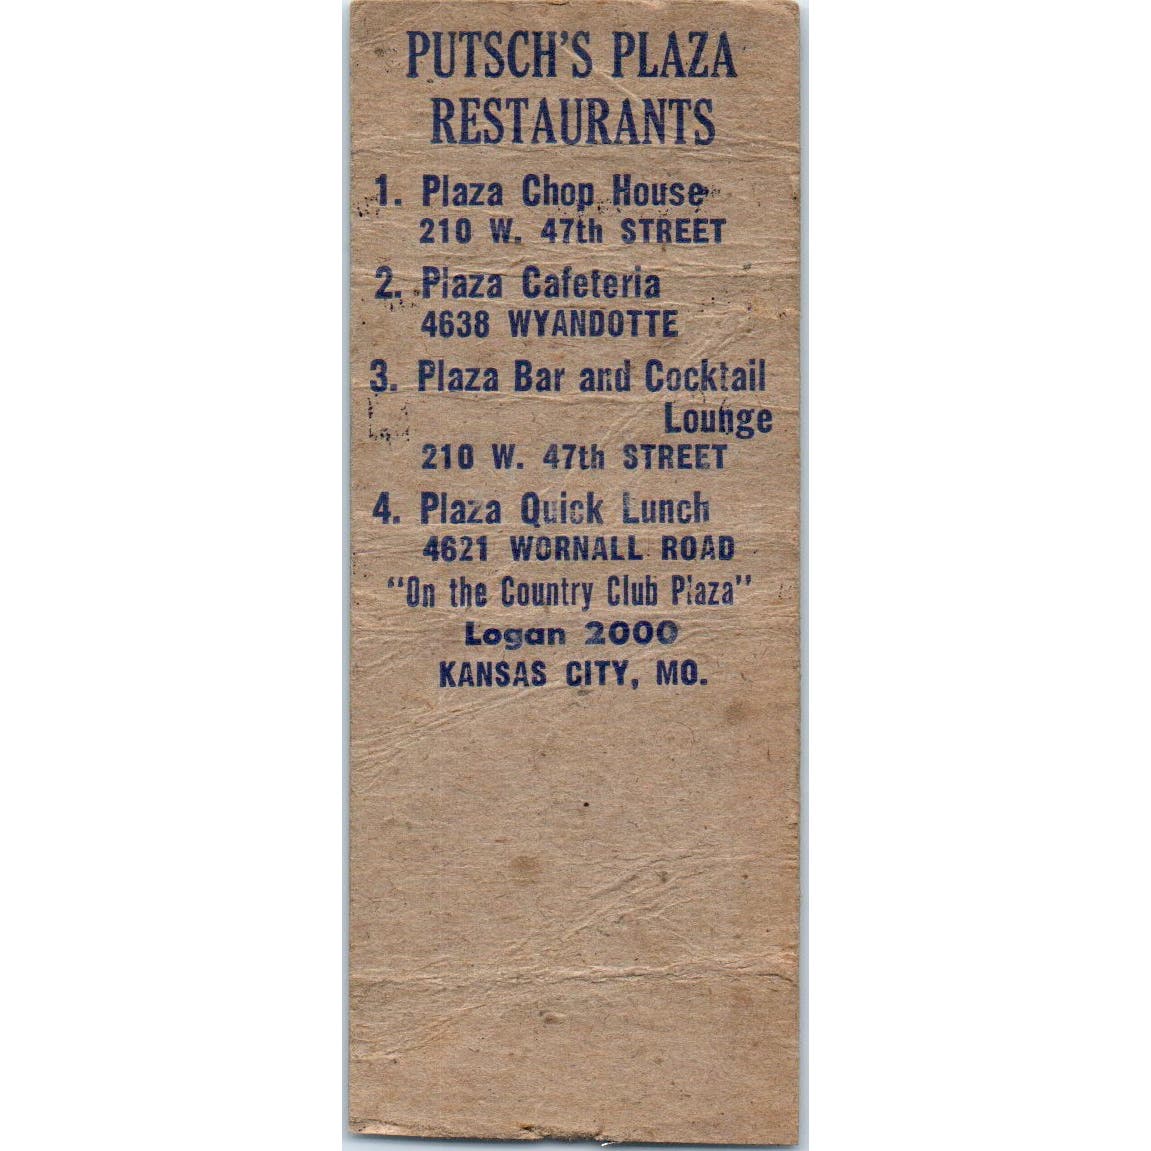 PUTSCH'S PLAZA
RESTAURANTS
1. Plaza Chop House
210 W. 47th STREET
2. Plaza Cafeteria
4638 WYANDOTTE
3. Plaza Bar and Cocktail
Lounge
210 W. 47th STREET
4. Plaza Quick Lunch
4621 WORNALL ROAD
"On the Country Club Plaza"
Logan 2000
KANSAS CITY, MO.